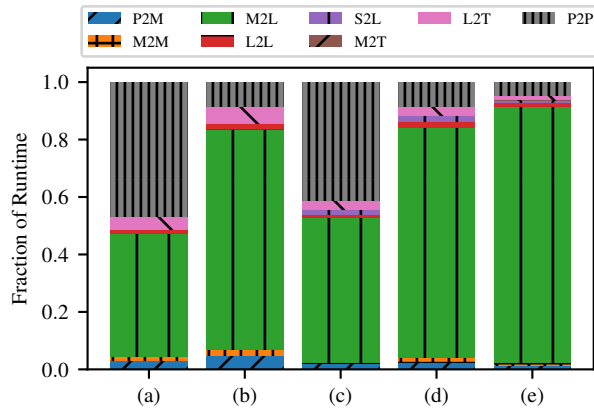 P2M M2L S2L L2T P2P
M2M L2L M2T
1.0
0.8
0.6
0.4
0.2
0.0
Fraction of Runtime
(a) (b) (c) (d) (e)